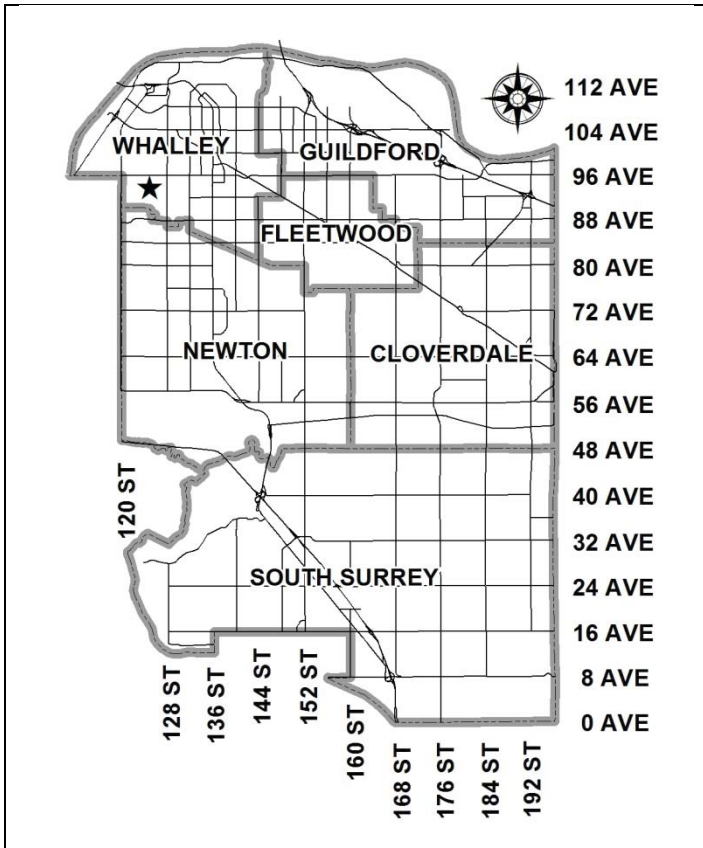 112 AVE
104 AVE
WHALLEY
GUILDFORD
96 AVE
88 AVE
FLEETWOOD
80 AVE
72 AVE
NEWTON
CLOVERDALE
64 AVE
56 AVE
48 AVE
120 ST
40 AVE
32 AVE
SOUTH SURREY
24 AVE
16 AVE
128 ST
136 ST
144 ST
152 ST
160 ST
8 AVE
0 AVE
168 ST
176 ST
184 ST
192 ST